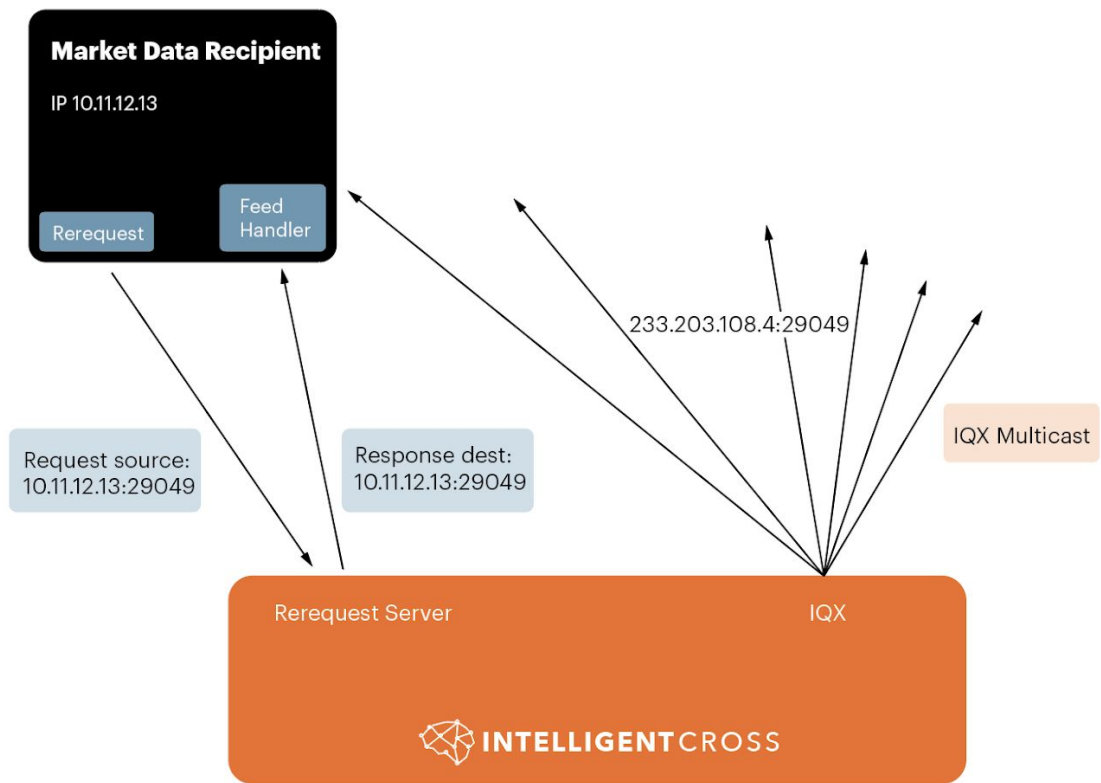 Market Data Recipient
IP 10.11.12.13
Feed
Handler
Rerequest
233.203.108.4:29049
IQX Multicast
Request source:
10.11.12.13:29049
Response dest:
10.11.12.13:29049
Rerequest Server
IQX
INTELLIGENTCROSS